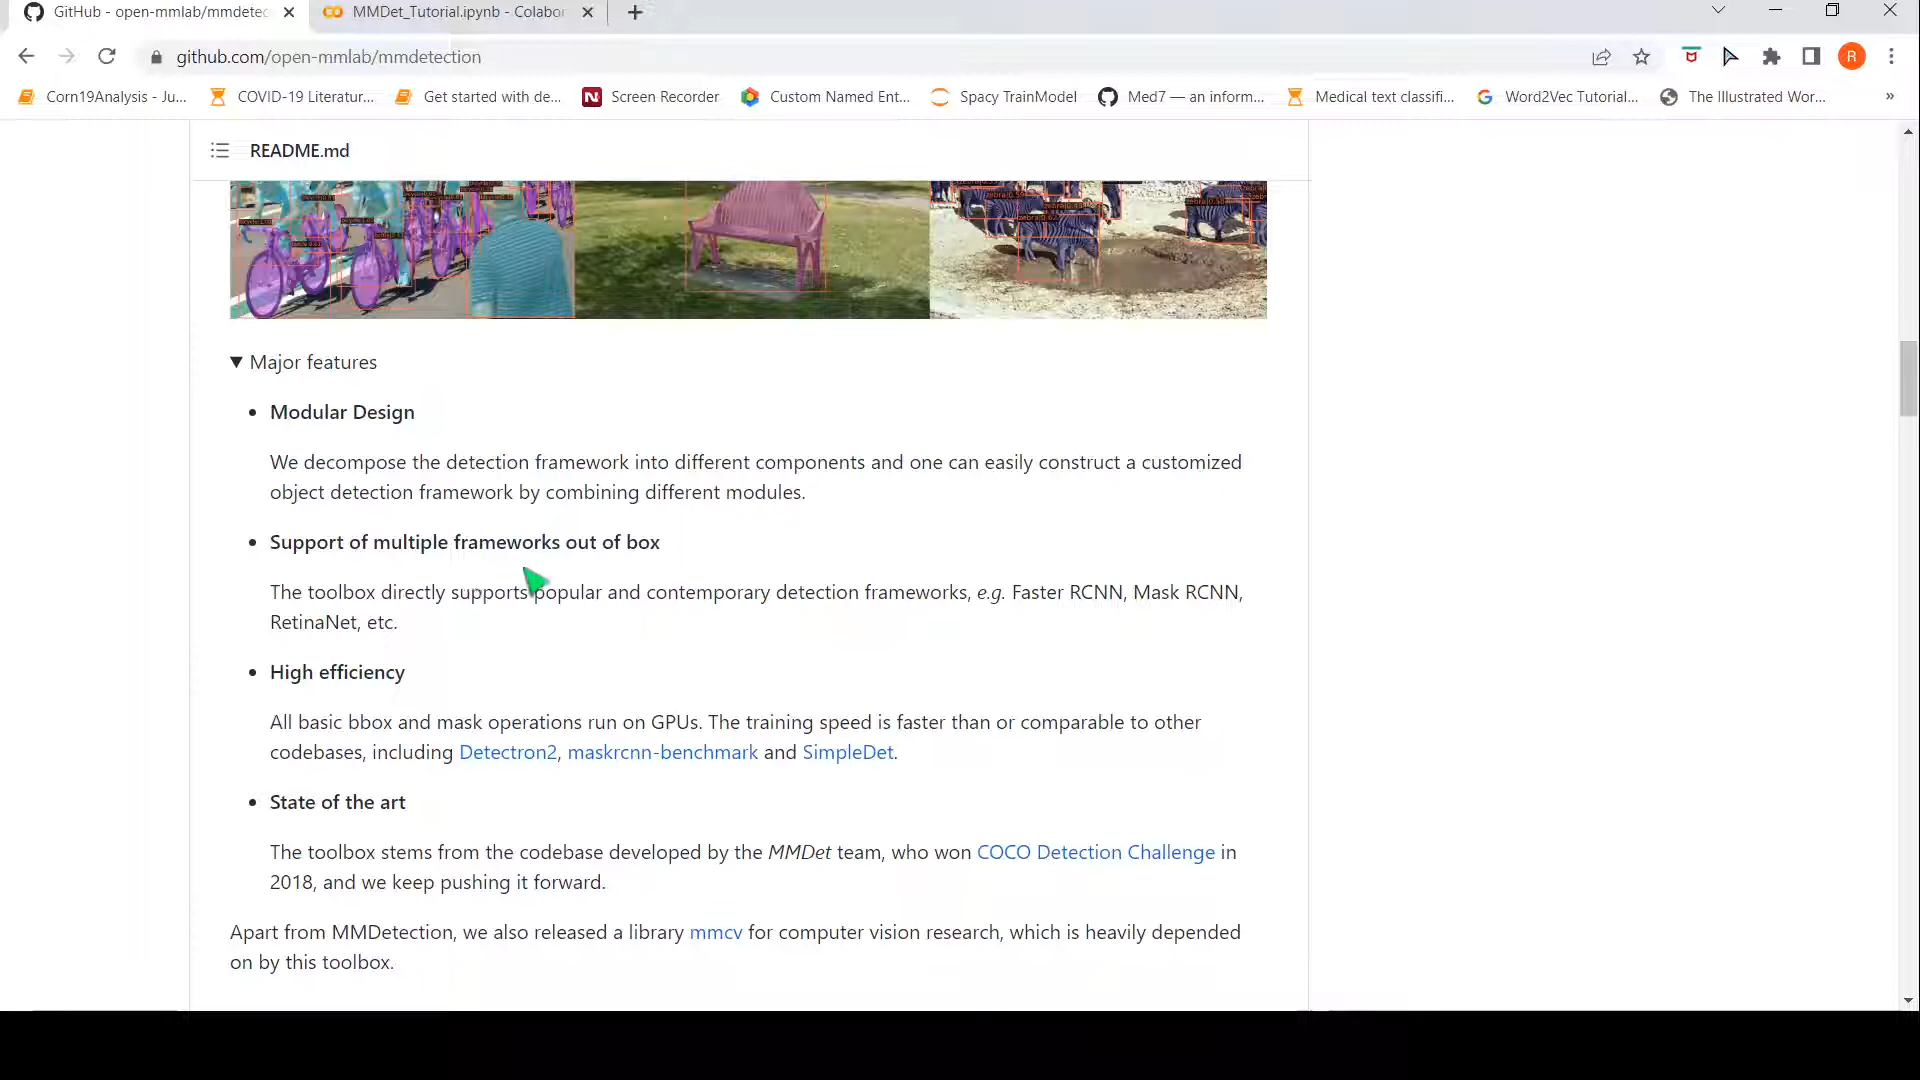 GitHub - open-mmlab/mmdetec
MMDet_Tutorial.ipynb - Colabor
github.com/open-mmlab/mmdetection
R
Corn19Analysis - Ju...
COVID-19 Literatur...
Get started with de...
N
Screen Recorder
Custom Named Ent...
Spacy TrainModel
Med7 — an inform...
Medical text classifi...
Word2Vec Tutorial...
The Illustrated Wor...
»
README.md
Major features
• Modular Design
We decompose the detection framework into different components and one can easily construct a customized
object detection framework by combining different modules.
• Support of multiple frameworks out of box
The toolbox directly supports popular and contemporary detection frameworks, e.g. Faster RCNN, Mask RCNN,
RetinaNet, etc.
• High efficiency
All basic bbox and mask operations run on GPUs. The training speed is faster than or comparable to other
codebases, including Detectron2, maskrcnn-benchmark and SimpleDet.
• State of the art
The toolbox stems from the codebase developed by the MMDet team, who won COCO Detection Challenge in
2018, and we keep pushing it forward.
Apart from MMDetection, we also released a library mmcv for computer vision research, which is heavily depended
on by this toolbox.